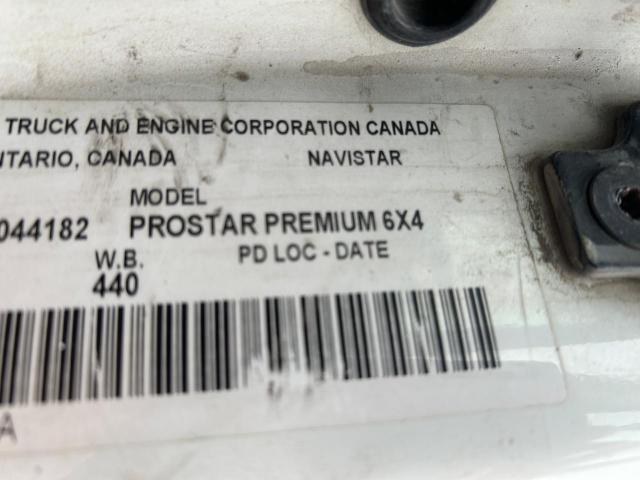 TRUCK AND ENGINE CORPORATION CANADA
NTARIO, CANADA NAVISTAR
MODEL
044182 PROSTAR PREMIUM 6X4
W.B. PD LOC - DATE
440
A